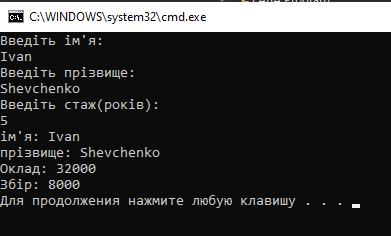 C:\WINDOWS\system32\cmd.exe
Введіть ім'я:
Ivan
Введіть прізвище:
Shevchenko
Введіть стаж(років):
5
ім'я: Ivan
прізвище: Shevchenko
Оклад: 32000
Збір: 8000
Для продолжения нажмите любую клавишу . . .